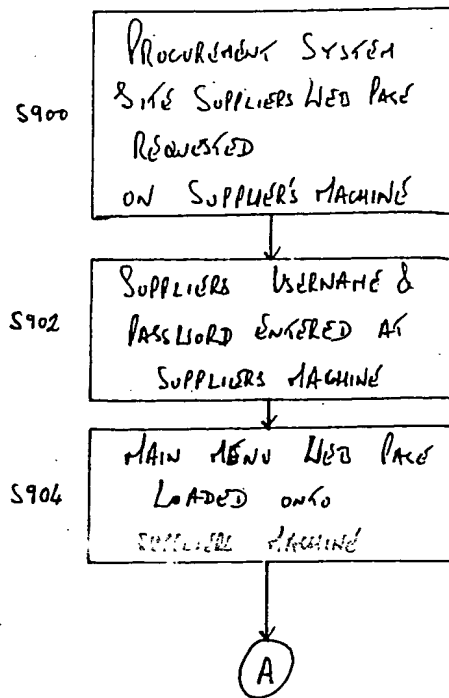 S900
PROCUREMENT SYSTEM
SITE SUPPLIERS WEB PAGE
REQUESTED
ON SUPPLIER'S MACHINE
S902
SUPPLIERS USERNAME &
PASSWORD ENTERED AT
SUPPLIERS MACHINE
S904
MAIN MENU WEB PAGE
LOADED ONTO
SUPPLIERS MACHINE
A